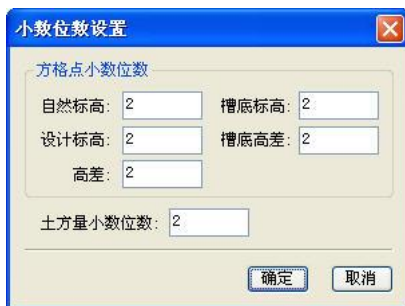 小数位数设置
方格点小数位数
自然标高: 2 槽底标高: 2
设计标高: 2 槽底高差: 2
高差: 2
土方量小数位数: 2
确定 取消